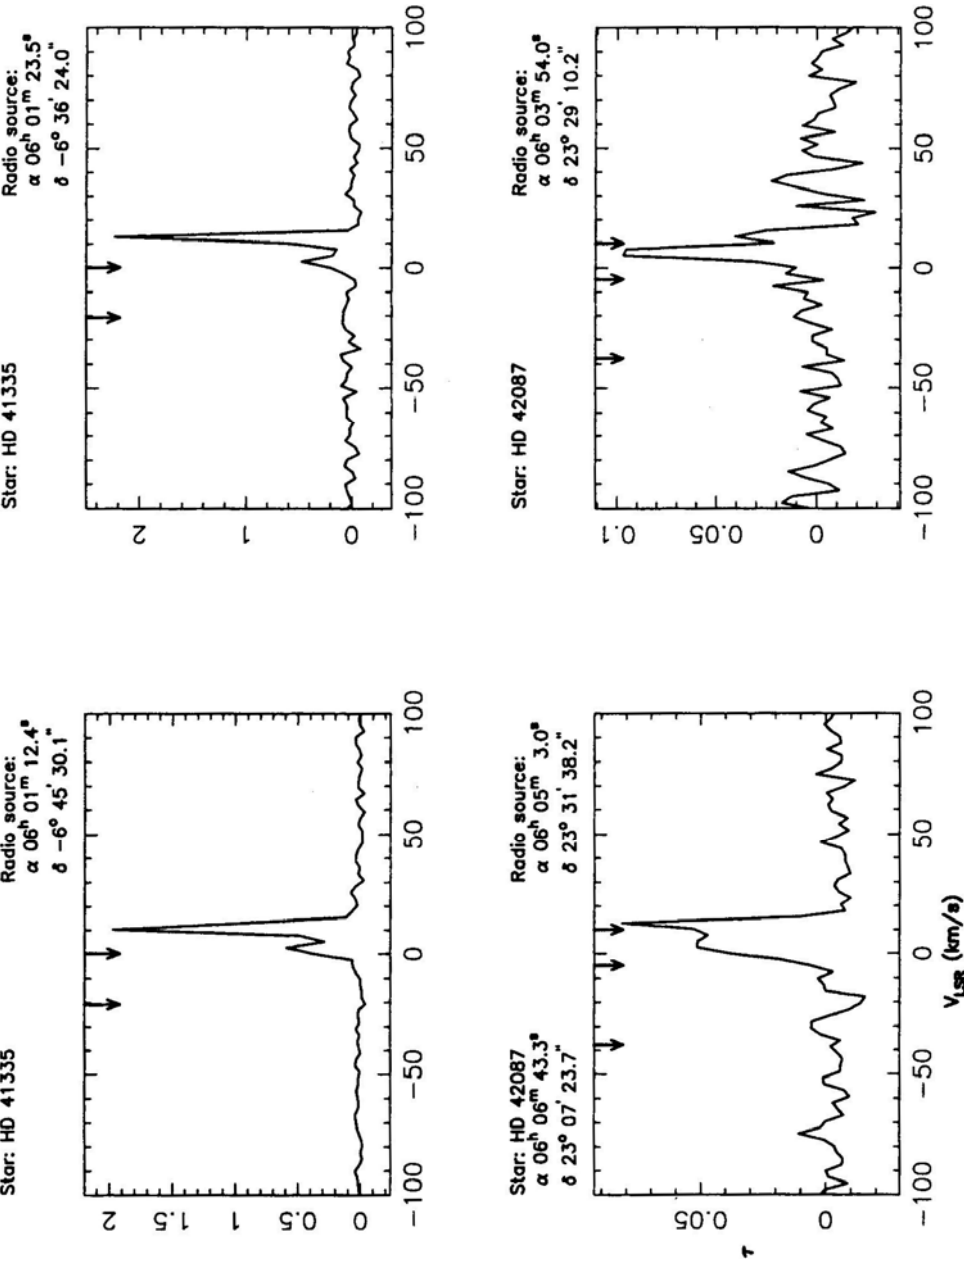 Star: HD 41335
Radio source:
α 06ʰ 01ᵐ 12.4ˢ
δ −6° 45′ 30.1″
2
1.5
1
0.5
0
−100
−50
0
50
100
Star: HD 41335
Radio source:
α 06ʰ 01ᵐ 23.5ˢ
δ −6° 36′ 24.0″
2
1
0
−100
−50
0
50
100
Star: HD 42087
α 06ʰ 06ᵐ 43.3ˢ
δ 23° 07′ 23.7″
Radio source:
α 06ʰ 05ᵐ 3.0ˢ
δ 23° 31′ 38.2″
0.05
0
τ
−100
−50
0
50
100
V_LSR (km/s)
Star: HD 42087
Radio source:
α 06ʰ 03ᵐ 54.0ˢ
δ 23° 29′ 10.2″
0.1
0.05
0
−100
−50
0
50
100